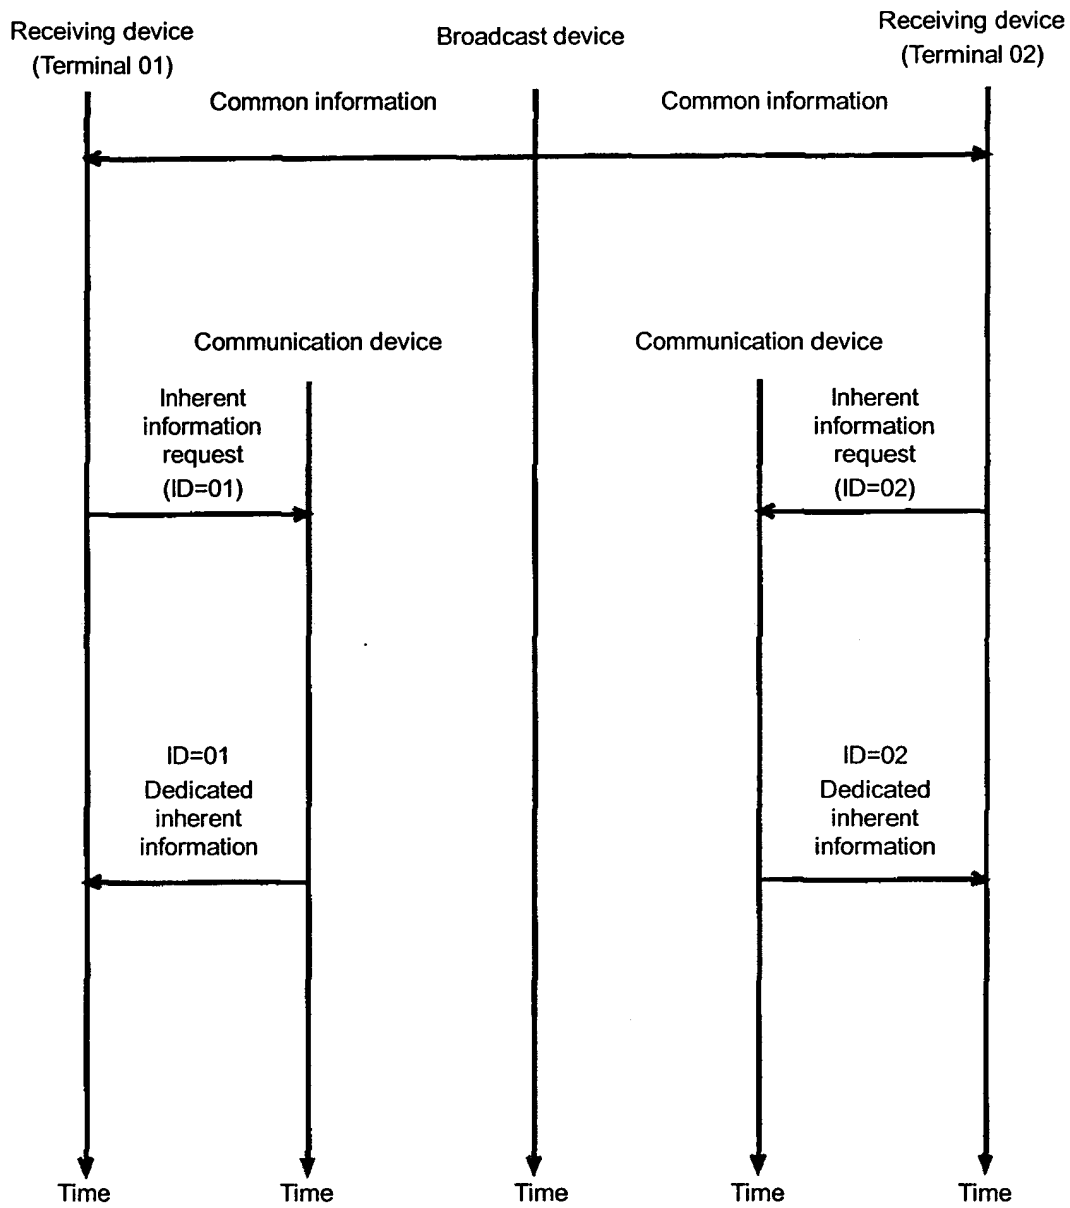 Receiving device
(Terminal 01)
Broadcast device
Receiving device
(Terminal 02)
Common information
Common information
Communication device
Communication device
Inherent
information
request
(ID=01)
Inherent
information
request
(ID=02)
ID=01
Dedicated
inherent
information
ID=02
Dedicated
inherent
information
Time
Time
Time
Time
Time